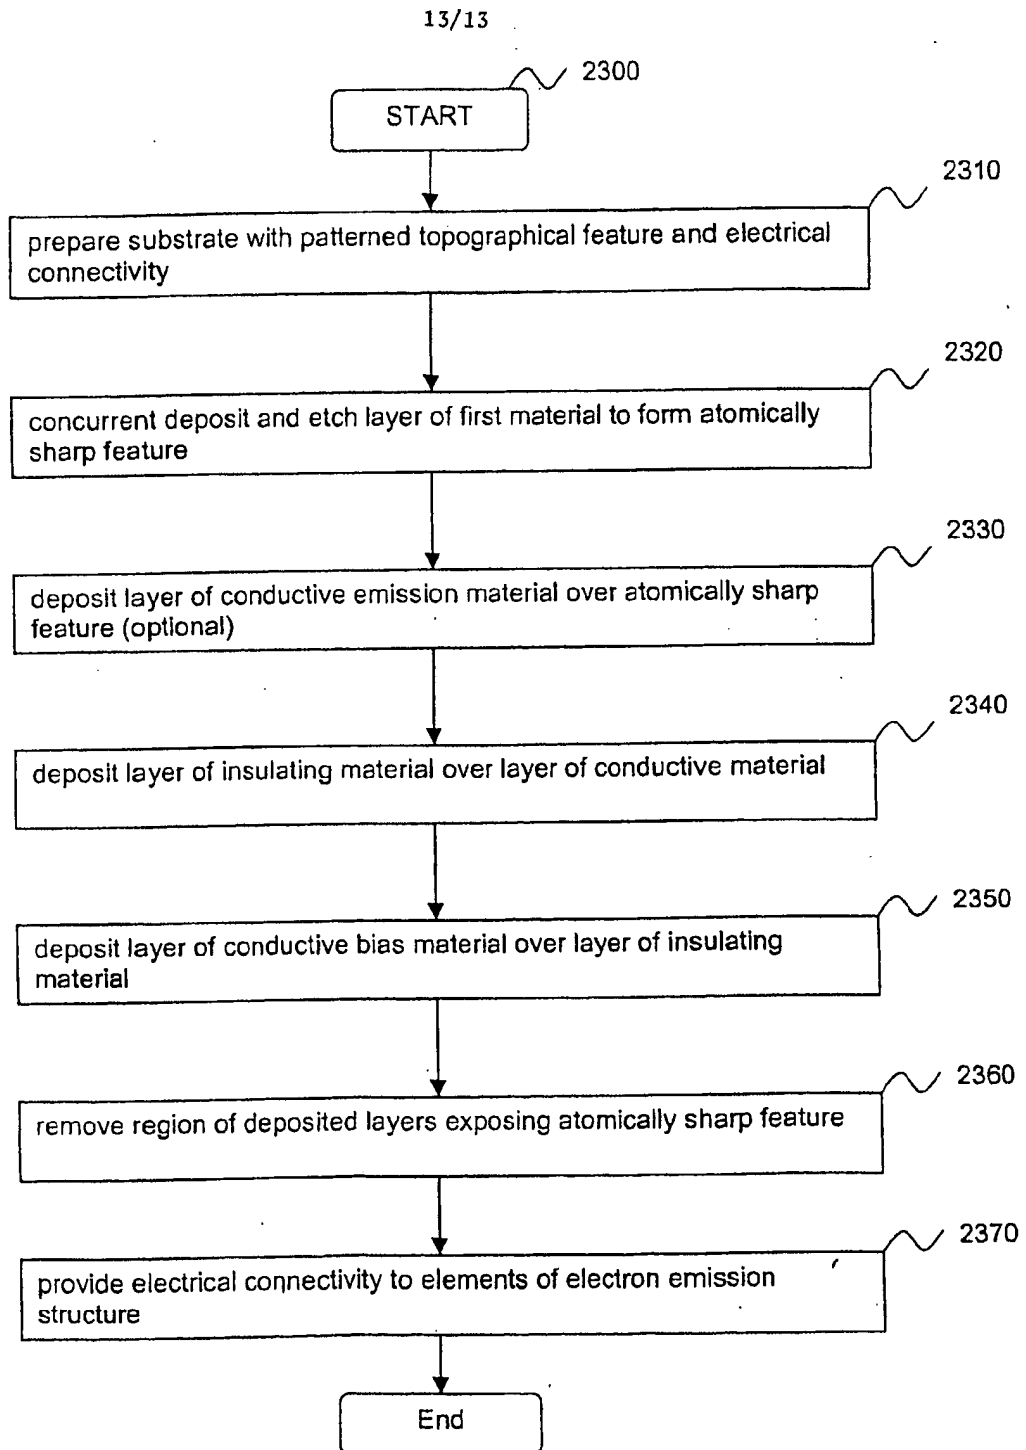 13/13
2300
START
2310
prepare substrate with patterned topographical feature and electrical
connectivity
2320
concurrent deposit and etch layer of first material to form atomically
sharp feature
2330
deposit layer of conductive emission material over atomically sharp
feature (optional)
2340
deposit layer of insulating material over layer of conductive material
2350
deposit layer of conductive bias material over layer of insulating
material
2360
remove region of deposited layers exposing atomically sharp feature
2370
provide electrical connectivity to elements of electron emission
structure
End